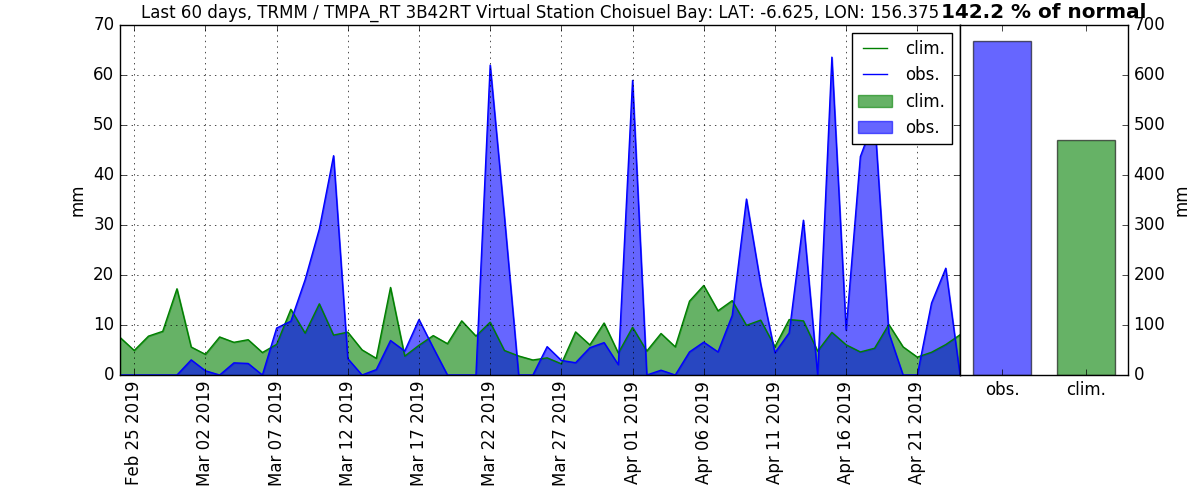 Last 60 days, TRMM / TMPA_RT 3B42RT Virtual Station Choisuel Bay: LAT: -6.625, LON: 156.375
142.2 % of normal
70
60
50
40
30
20
10
0
mm
clim.
obs.
clim.
obs.
700
600
500
400
300
200
100
0
mm
obs.
clim.
Feb 25 2019
Mar 02 2019
Mar 07 2019
Mar 12 2019
Mar 17 2019
Mar 22 2019
Mar 27 2019
Apr 01 2019
Apr 06 2019
Apr 11 2019
Apr 16 2019
Apr 21 2019